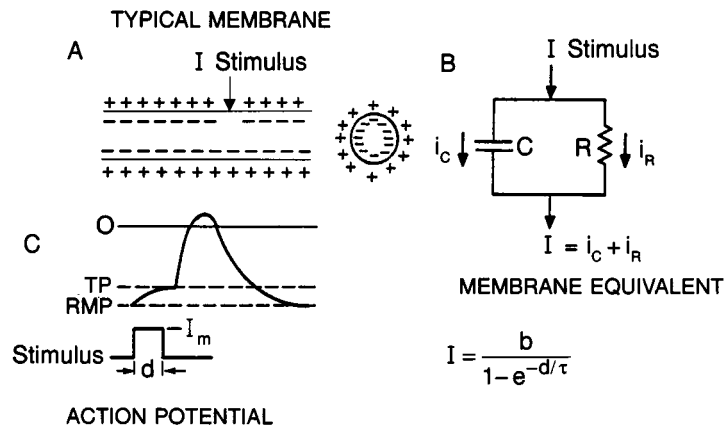 TYPICAL MEMBRANE
A
I Stimulus
+ + + + + + + + + + + +
+ + + + + + + + + + + +
B
I Stimulus
i_C C R i_R
I = i_C + i_R
MEMBRANE EQUIVALENT
C
O
TP
RMP
I_m
Stimulus
d
ACTION POTENTIAL
I = b / (1 - e^{-d/τ})